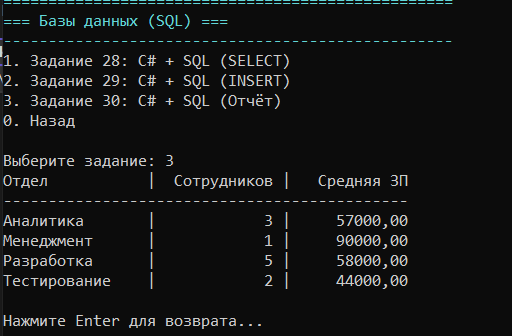 === Базы данных (SQL) ===
--------------------------------------------------
1. Задание 28: C# + SQL (SELECT)
2. Задание 29: C# + SQL (INSERT)
3. Задание 30: C# + SQL (Отчёт)
0. Назад
Выберите задание: 3
Отдел | Сотрудников | Средняя ЗП
---------------------------------------------
Аналитика | 3 | 57000,00
Менеджмент | 1 | 90000,00
Разработка | 5 | 58000,00
Тестирование | 2 | 44000,00
Нажмите Enter для возврата...